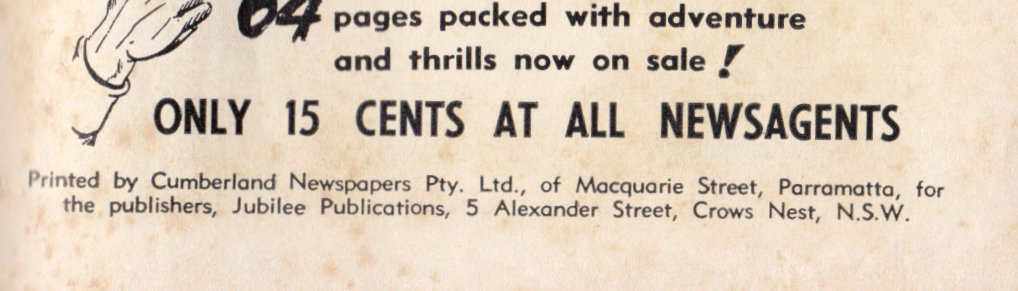 64 pages packed with adventure
and thrills now on sale !
ONLY 15 CENTS AT ALL NEWSAGENTS
Printed by Cumberland Newspapers Pty. Ltd., of Macquarie Street, Parramatta, for
the publishers, Jubilee Publications, 5 Alexander Street, Crows Nest, N.S.W.